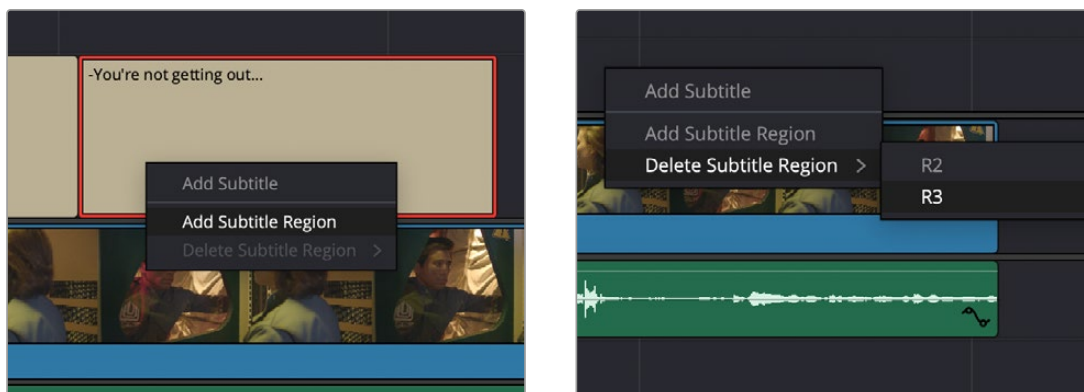 -You're not getting out...
Add Subtitle
Add Subtitle Region
Delete Subtitle Region >
Add Subtitle
Add Subtitle Region
Delete Subtitle Region >
R2
R3